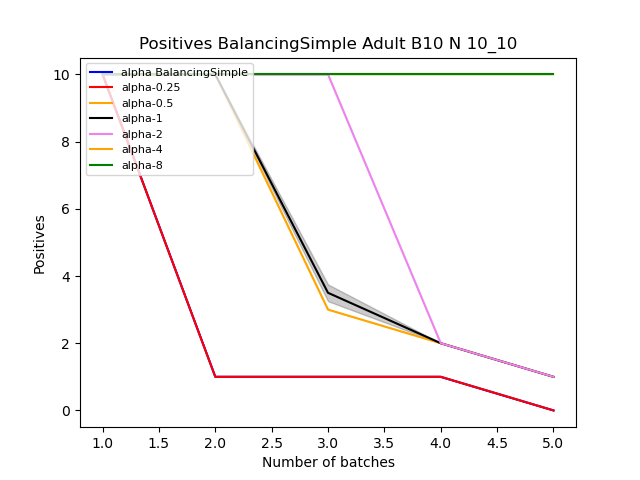 Positives BalancingSimple Adult B10 N 10_10
10
8
6
4
2
0
Positives
alpha BalancingSimple
alpha-0.25
alpha-0.5
alpha-1
alpha-2
alpha-4
alpha-8
1.0 1.5 2.0 2.5 3.0 3.5 4.0 4.5 5.0
Number of batches